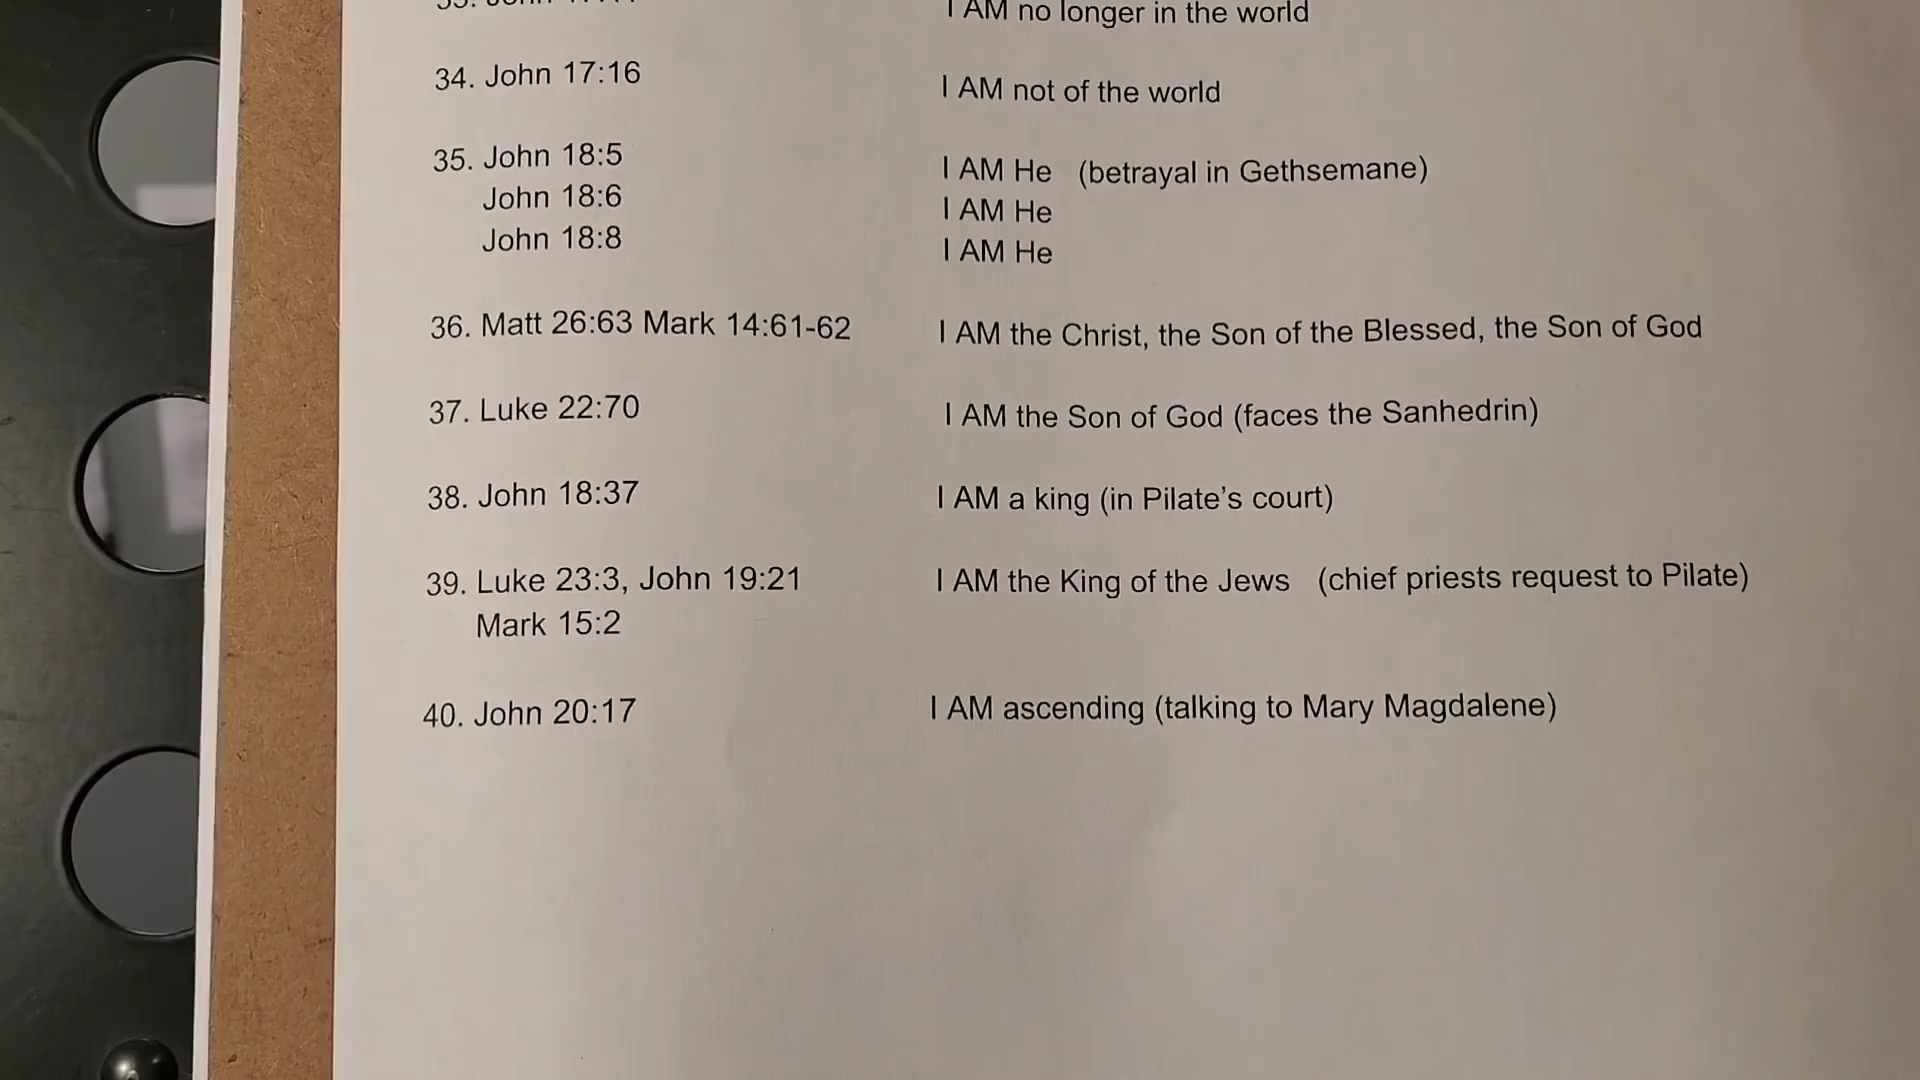 I AM no longer in the world
34. John 17:16 I AM not of the world
35. John 18:5 I AM He (betrayal in Gethsemane)
John 18:6 I AM He
John 18:8 I AM He
36. Matt 26:63 Mark 14:61-62 I AM the Christ, the Son of the Blessed, the Son of God
37. Luke 22:70 I AM the Son of God (faces the Sanhedrin)
38. John 18:37 I AM a king (in Pilate's court)
39. Luke 23:3, John 19:21 I AM the King of the Jews (chief priests request to Pilate)
Mark 15:2
40. John 20:17 I AM ascending (talking to Mary Magdalene)